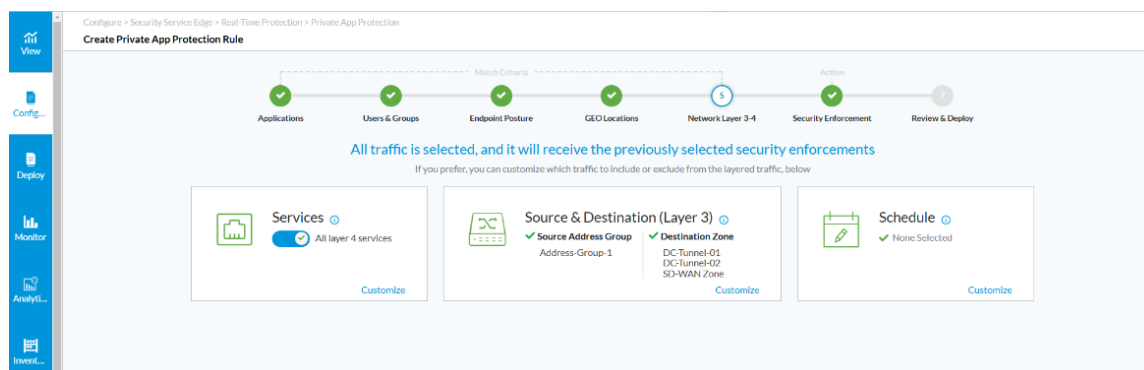 Configure > Security Service Edge > Real-Time Protection > Private App Protection
Create Private App Protection Rule
View
Config...
Deploy
Monitor
Analyti...
Invent...
Match Criteria
Action
5
7
Applications
Users & Groups
Endpoint Posture
GEO Locations
Network Layer 3-4
Security Enforcement
Review & Deploy
All traffic is selected, and it will receive the previously selected security enforcements
If you prefer, you can customize which traffic to include or exclude from the layered traffic, below
Services
All layer 4 services
Customize
Source & Destination (Layer 3)
Source Address Group
Address-Group-1
Destination Zone
DC-Tunnel-01
DC-Tunnel-02
SD-WAN Zone
Customize
Schedule
None Selected
Customize